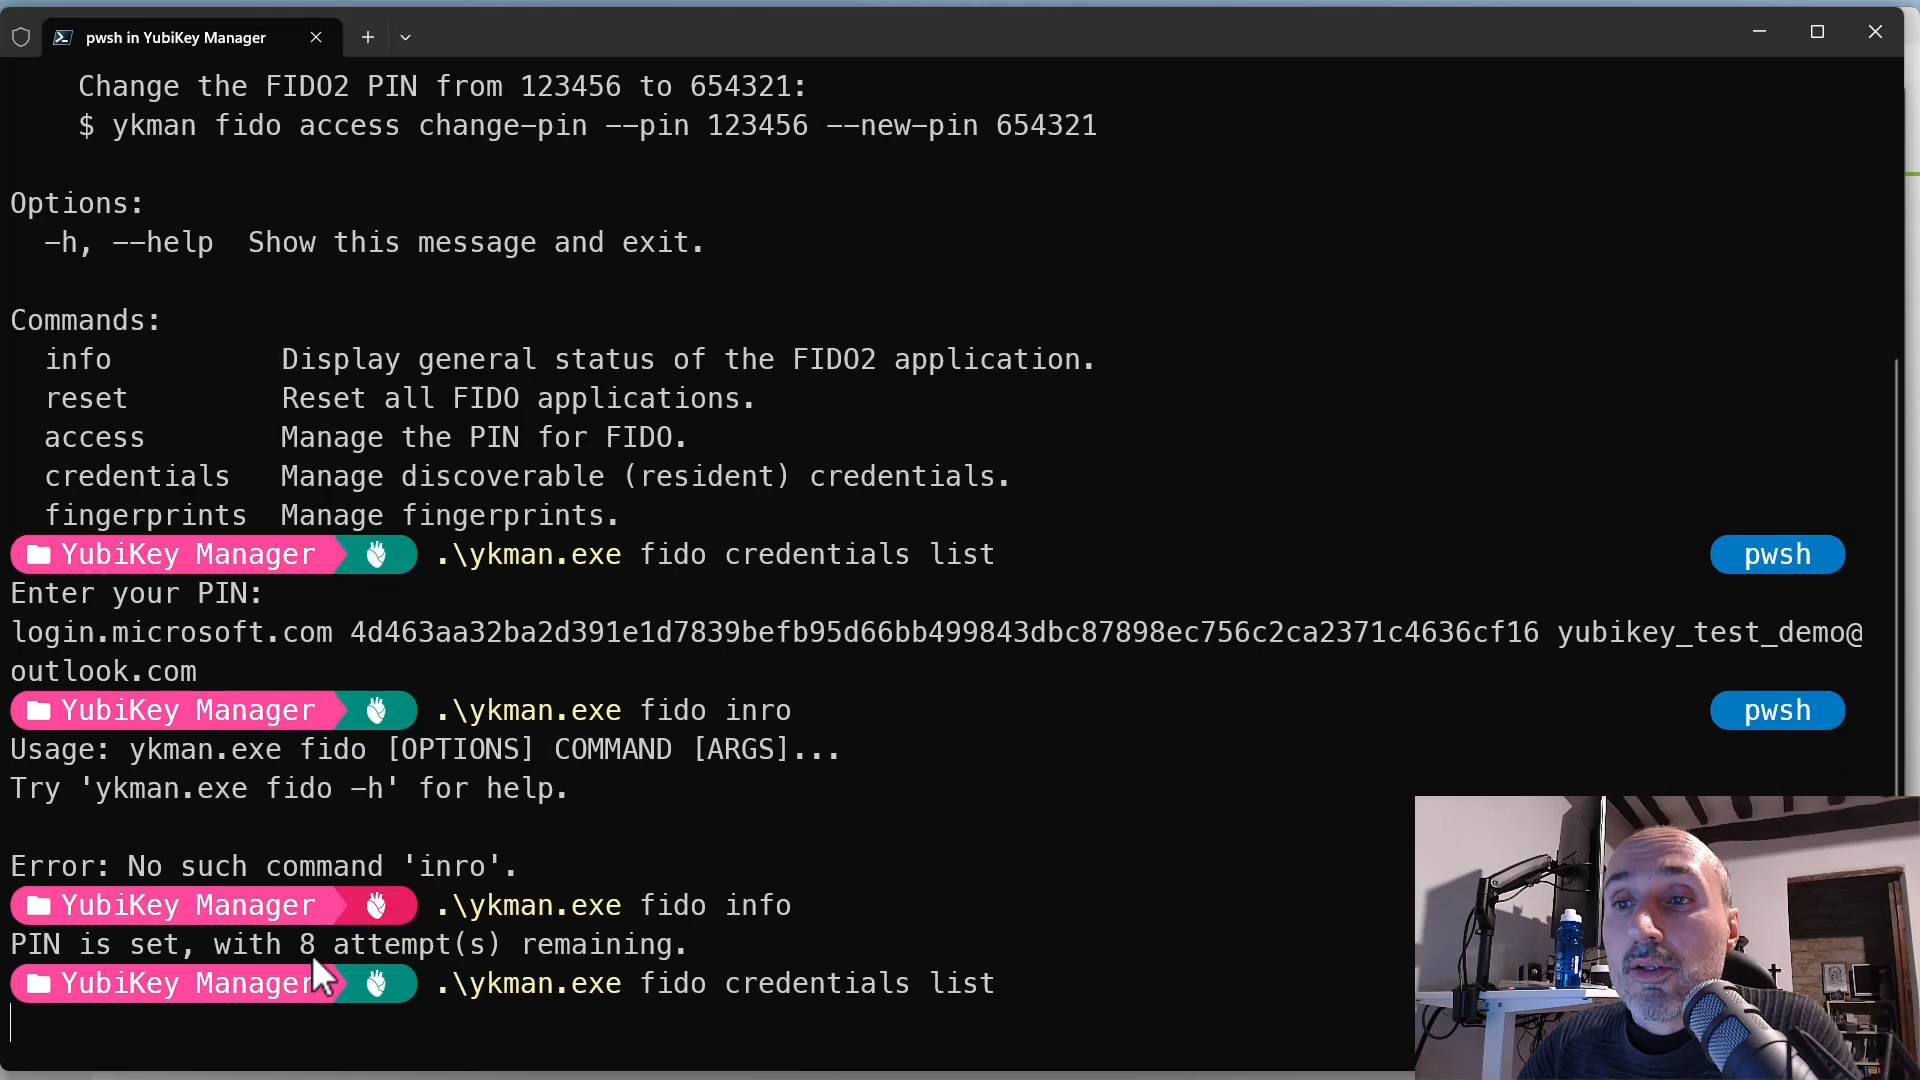 pwsh in YubiKey Manager
Change the FIDO2 PIN from 123456 to 654321:
$ ykman fido access change-pin --pin 123456 --new-pin 654321
Options:
-h, --help Show this message and exit.
Commands:
info Display general status of the FIDO2 application.
reset Reset all FIDO applications.
access Manage the PIN for FIDO.
credentials Manage discoverable (resident) credentials.
fingerprints Manage fingerprints.
YubiKey Manager .\ykman.exe fido credentials list pwsh
Enter your PIN:
login.microsoft.com 4d463aa32ba2d391e1d7839befb95d66bb499843dbc87898ec756c2ca2371c4636cf16 yubikey_test_demo@
outlook.com
YubiKey Manager .\ykman.exe fido inro pwsh
Usage: ykman.exe fido [OPTIONS] COMMAND [ARGS]...
Try 'ykman.exe fido -h' for help.
Error: No such command 'inro'.
YubiKey Manager .\ykman.exe fido info
PIN is set, with 8 attempt(s) remaining.
YubiKey Manager .\ykman.exe fido credentials list